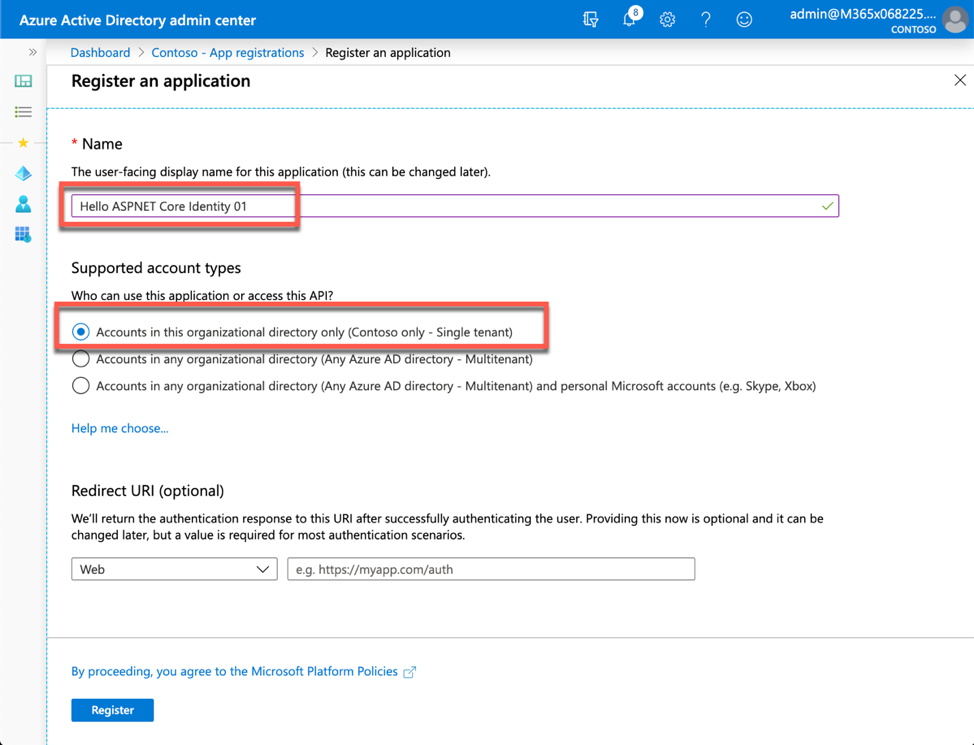 Azure Active Directory admin center
8
admin@M365x068225....
CONTOSO
Dashboard > Contoso - App registrations > Register an application
Register an application
* Name
The user-facing display name for this application (this can be changed later).
Hello ASPNET Core Identity 01
Supported account types
Who can use this application or access this API?
Accounts in this organizational directory only (Contoso only - Single tenant)
Accounts in any organizational directory (Any Azure AD directory - Multitenant)
Accounts in any organizational directory (Any Azure AD directory - Multitenant) and personal Microsoft accounts (e.g. Skype, Xbox)
Help me choose...
Redirect URI (optional)
We'll return the authentication response to this URI after successfully authenticating the user. Providing this now is optional and it can be
changed later, but a value is required for most authentication scenarios.
Web
e.g. https://myapp.com/auth
By proceeding, you agree to the Microsoft Platform Policies
Register